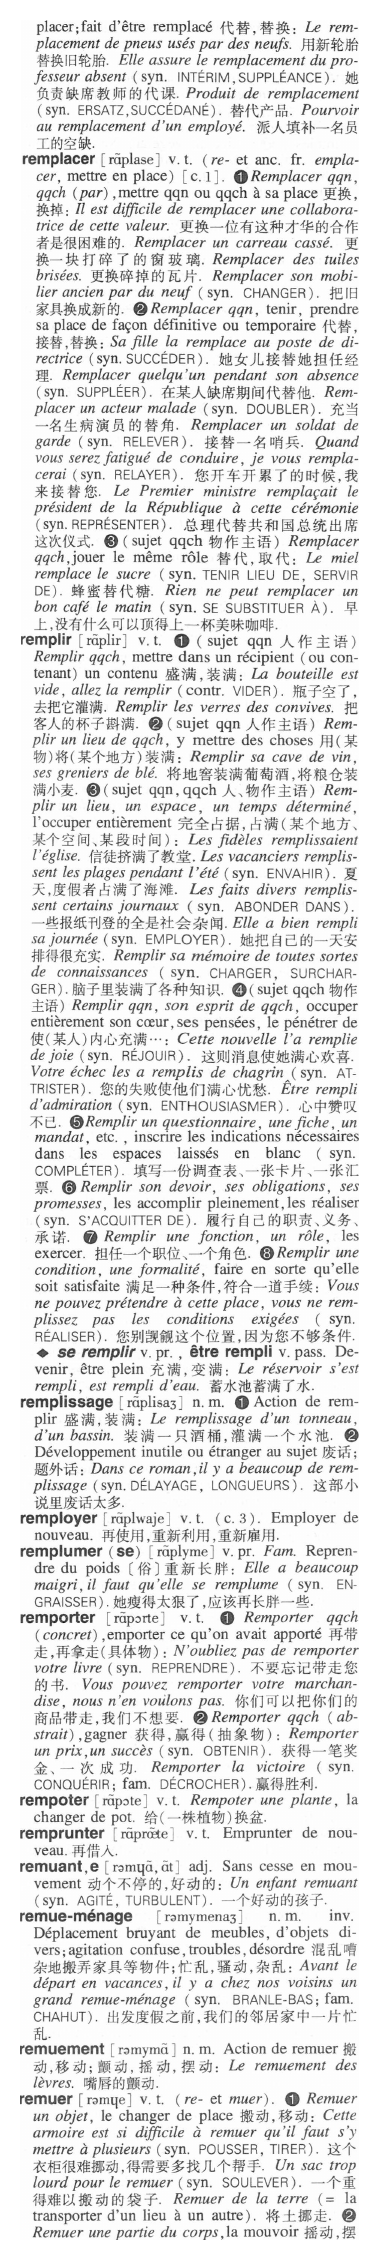 placer;fait d'être remplacé 代替,替换: Le rem-
placement de pneus usés par des neufs. 用新轮胎
替换旧轮胎. Elle assure le remplacement du pro-
fesseur absent (syn. INTÉRIM,SUPPLÉANCE). 她
负责缺席教师的代课. Produit de remplacement
(syn. ERSATZ,SUCCÉDANÉ). 替代产品. Pourvoir
au remplacement d'un employé. 派人填补一名员
工的空缺.
remplacer [rɑ̃plase] v. t. (re- et anc. fr. empla-
cer, mettre en place) [c.1]. ❶Remplacer qqn,
qqch (par),mettre qqn ou qqch à sa place 更换,
换掉: Il est difficile de remplacer une collabora-
trice de cette valeur. 更换一位有这种才华的合作
者是很困难的. Remplacer un carreau cassé. 更
换一块打碎了的窗玻璃. Remplacer des tuiles
brisées. 更换碎掉的瓦片. Remplacer son mobi-
lier ancien par du neuf (syn. CHANGER). 把旧
家具换成新的. ❷Remplacer qqn, tenir, prendre
sa place de façon définitive ou temporaire 代替,
接替,替换: Sa fille la remplace au poste de di-
rectrice (syn. SUCCÉDER). 她女儿接替她担任经
理. Remplacer quelqu'un pendant son absence
(syn. SUPPLÉER). 在某人缺席期间代替他. Rem-
placer un acteur malade (syn. DOUBLER). 充当
一名生病演员的替角. Remplacer un soldat de
garde (syn. RELEVER). 接替一名哨兵. Quand
vous serez fatigué de conduire, je vous rempla-
cerai (syn. RELAYER). 您开车开累了的时候,我
来接替您. Le Premier ministre remplaçait le
président de la République à cette cérémonie
(syn. REPRÉSENTER). 总理代替共和国总统出席
这次仪式. ❸(sujet qqch 物作主语) Remplacer
qqch,jouer le même rôle 替代,取代: Le miel
remplace le sucre (syn. TENIR LIEU DE, SERVIR
DE). 蜂蜜替代糖. Rien ne peut remplacer un
bon café le matin (syn. SE SUBSTITUER À). 早
上,没有什么可以顶得上一杯美味咖啡.
remplir [rɑ̃plir] v. t. ❶(sujet qqn 人作主语)
Remplir qqch, mettre dans un récipient (ou con-
tenant) un contenu 盛满,装满: La bouteille est
vide, allez la remplir (contr. VIDER). 瓶子空了,
去把它灌满. Remplir les verres des convives. 把
客人的杯子斟满. ❷(sujet qqn 人作主语) Rem-
plir un lieu de qqch, y mettre des choses 用(某
物)将(某个地方)装满: Remplir sa cave de vin,
ses greniers de blé. 将地窖装满葡萄酒,将粮仓装
满小麦. ❸(sujet qqn,qqch 人、物作主语) Rem-
plir un lieu, un espace, un temps déterminé,
l'occuper entièrement 完全占据,占满(某个地方、
某个空间、某段时间): Les fidèles remplissaient
l'église. 信徒挤满了教堂. Les vacanciers remplis-
sent les plages pendant l'été (syn. ENVAHIR). 夏
天,度假者占满了海滩. Les faits divers remplis-
sent certains journaux (syn. ABONDER DANS).
一些报纸刊登的全是社会杂闻. Elle a bien rempli
sa journée (syn. EMPLOYER). 她把自己的一天安
排得很充实. Remplir sa mémoire de toutes sortes
de connaissances (syn. CHARGER, SURCHAR-
GER). 脑子里装满了各种知识. ❹(sujet qqch 物作
主语) Remplir qqn, son esprit de qqch, occuper
entièrement son cœur,ses pensées, le pénétrer de
使(某人)内心充满…: Cette nouvelle l'a remplie
de joie (syn. RÉJOUIR). 这则消息使她满心欢喜.
Votre échec les a remplis de chagrin (syn. AT-
TRISTER). 您的失败使他们满心忧愁. Être rempli
d'admiration (syn. ENTHOUSIASMER). 心中赞叹
不已. ❺Remplir un questionnaire, une fiche, un
mandat, etc., inscrire les indications nécessaires
dans les espaces laissés en blanc (syn.
COMPLÉTER). 填写一份调查表、一张卡片、一张汇
票. ❻Remplir son devoir, ses obligations, ses
promesses, les accomplir pleinement,les réaliser
(syn. S'ACQUITTER DE). 履行自己的职责、义务、
承诺. ❼ Remplir une fonction, un rôle, les
exercer. 担任一个职位、一个角色. ❽Remplir une
condition, une formalité, faire en sorte qu'elle
soit satisfaite 满足一种条件,符合一道手续: Vous
ne pouvez prétendre à cette place, vous ne rem-
plissez pas les conditions exigées (syn.
RÉALISER). 您别觊觎这个位置,因为您不够条件.
◆ se remplir v. pr., être rempli v. pass. De-
venir, être plein 充满,变满: Le réservoir s'est
rempli, est rempli d'eau. 蓄水池蓄满了水.
remplissage [rɑ̃plisaʒ] n. m. ❶ Action de rem-
plir 盛满,装满: Le remplissage d'un tonneau,
d'un bassin. 装满一只酒桶,灌满一个水池. ❷
Développement inutile ou étranger au sujet 废话;
题外话: Dans ce roman,il y a beaucoup de rem-
plissage (syn. DÉLAYAGE, LONGUEURS). 这部小
说里废话太多.
remployer [rɑ̃plwaje] v. t. (c. 3). Employer de
nouveau. 再使用,重新利用,重新雇用.
remplumer (se) [rɑ̃plyme] v. pr. Fam. Repren-
dre du poids〔俗〕重新长胖: Elle a beaucoup
maigri,il faut qu'elle se remplume (syn. EN-
GRAISSER). 她瘦得太狠了,应该再长胖一些.
remporter [rɑ̃pɔrte] v. t. ❶ Remporter qqch
(concret),emporter ce qu'on avait apporté 再带
走,再拿走(具体物): N'oubliez pas de remporter
votre livre (syn. REPRENDRE). 不要忘记带走您
的书. Vous pouvez remporter votre marchan-
dise, nous n'en voulons pas. 你们可以把你们的
商品带走,我们不想要. ❷Remporter qqch (ab-
strait),gagner 获得,赢得(抽象物): Remporter
un prix,un succès (syn. OBTENIR). 获得一笔奖
金、一次成功. Remporter la victoire (syn.
CONQUÉRIR; fam. DÉCROCHER). 赢得胜利.
rempoter [rɑ̃pɔte] v. t. Rempoter une plante, la
changer de pot. 给(一株植物)换盆.
remprunter [rɑ̃prœ̃te] v. t. Emprunter de nou-
veau. 再借入.
remuant,e [rəmɥɑ̃, ɑ̃t] adj. Sans cesse en mou-
vement 动个不停的,好动的: Un enfant remuant
(syn. AGITÉ, TURBULENT). 一个好动的孩子.
remue-ménage [rəmymenaʒ] n. m. inv.
Déplacement bruyant de meubles, d'objets di-
vers;agitation confuse,troubles,désordre 混乱嘈
杂地搬弄家具等物件;忙乱,骚动,杂乱: Avant le
départ en vacances,il y a chez nos voisins un
grand remue-ménage (syn. BRANLE-BAS; fam.
CHAHUT). 出发度假之前,我们的邻居家中一片忙
乱.
remuement [rəmymɑ̃] n. m. Action de remuer 搬
动,移动;颤动,摇动,摆动: Le remuement des
lèvres. 嘴唇的颤动.
remuer [rəmɥe] v. t. (re- et muer). ❶ Remuer
un objet, le changer de place 搬动,移动: Cette
armoire est si difficile à remuer qu'il faut s'y
mettre à plusieurs (syn. POUSSER, TIRER). 这个
衣柜很难挪动,得需要多找几个帮手. Un sac trop
lourd pour le remuer (syn. SOULEVER). 一个重
得难以搬动的袋子. Remuer de la terre (= la
transporter d'un lieu à un autre). 将土挪走. ❷
Remuer une partie du corps,la mouvoir 摇动,摆